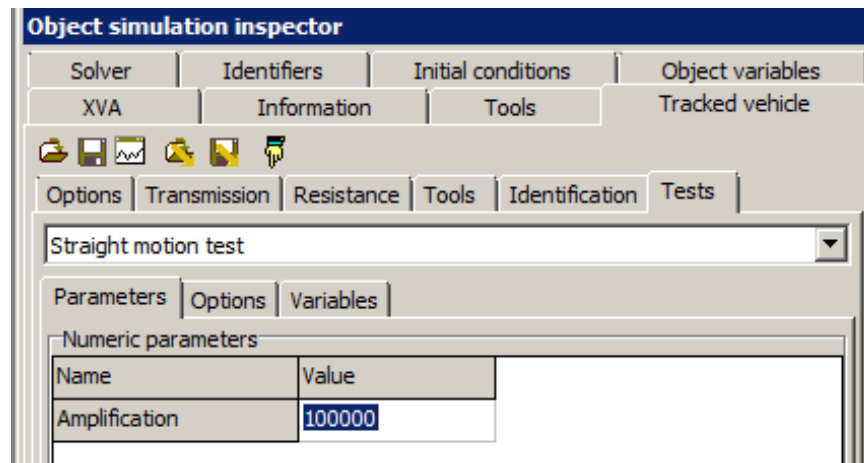 Object simulation inspector
Solver Identifiers Initial conditions Object variables
XVA Information Tools Tracked vehicle
Options Transmission Resistance Tools Identification Tests
Straight motion test
Parameters Options Variables
Numeric parameters
Name Value
Amplification 100000